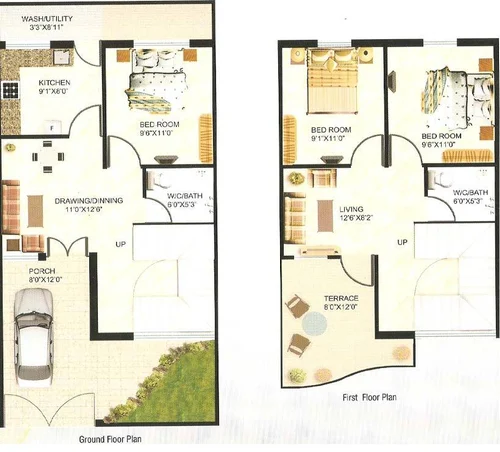 WASH/UTILITY
3'3"X8'11"
KITCHEN
9'1"X8'0"
F
BED ROOM
9'6"X11'0"
DRAWING/DINNING
11'0"X12'6"
W/C/BATH
6'0"X5'3"
UP
PORCH
8'0"X12'0"
Ground Floor Plan
BED ROOM
9'1"X11'0"
BED ROOM
9'6"X11'0"
LIVING
12'6"X8'2"
W/C/BATH
6'0"X5'3"
UP
TERRACE
8'0"X12'0"
First Floor Plan